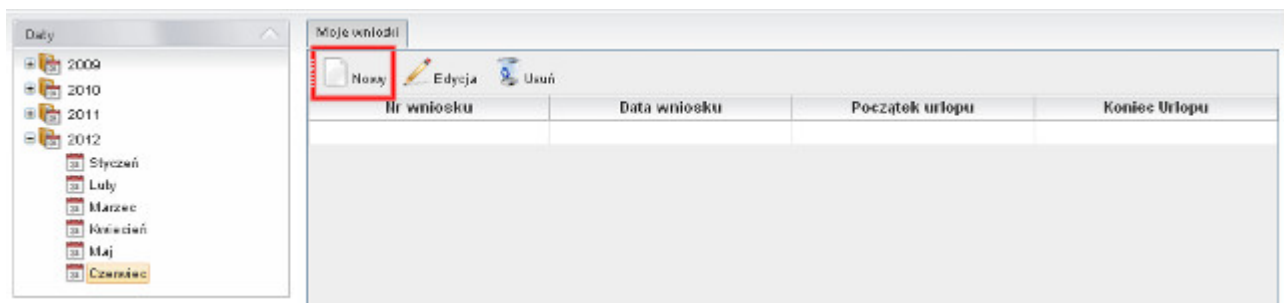 Daty
2009
2010
2011
2012
Styczeń
Luty
Marzec
Kwiecień
Maj
Czerwiec
Moje wnioski
Nowy Edycja Usuń
Nr wniosku Data wniosku Początek urlopu Koniec Urlopu